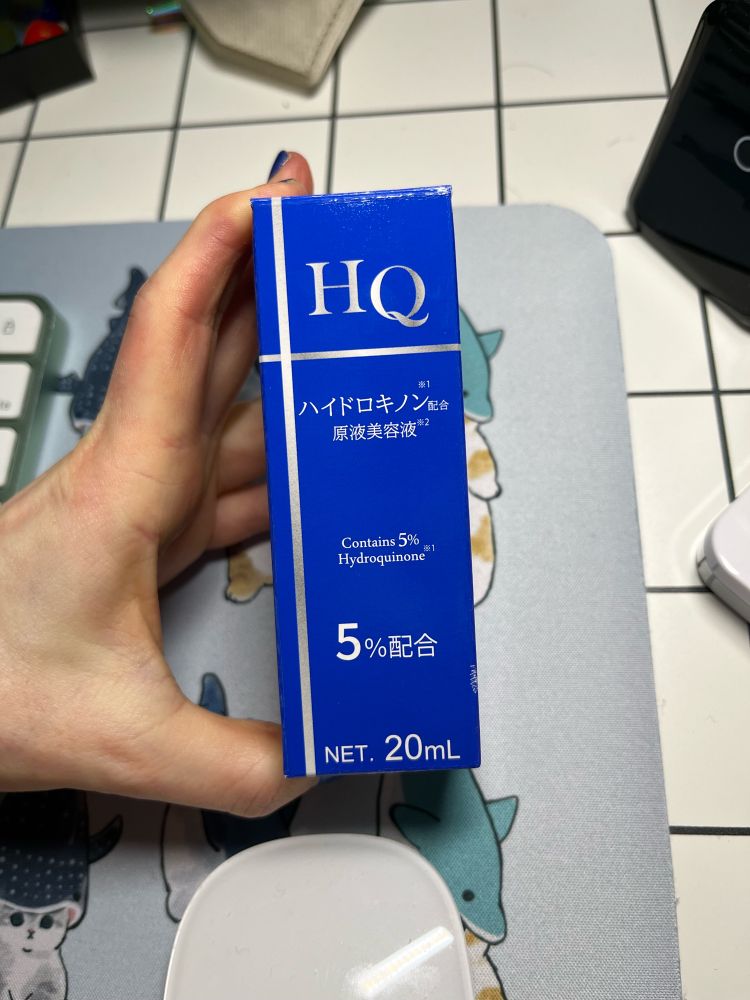 HQ
ハイドロキノン※1配合
原液美容液※2
Contains 5%
Hydroquinone※1
5%配合
NET. 20mL